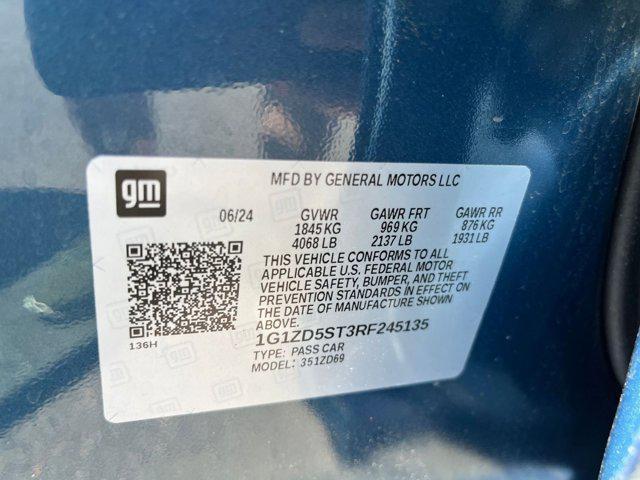 gm
MFD BY GENERAL MOTORS LLC
06/24 GVWR GAWR FRT GAWR RR
1845 KG 969 KG 876 KG
4068 LB 2137 LB 1931 LB
THIS VEHICLE CONFORMS TO ALL
APPLICABLE U.S. FEDERAL MOTOR
VEHICLE SAFETY, BUMPER, AND THEFT
PREVENTION STANDARDS IN EFFECT ON
THE DATE OF MANUFACTURE SHOWN
ABOVE.
136H
1G1ZD5ST3RF245135
TYPE: PASS CAR
MODEL: 351ZD69